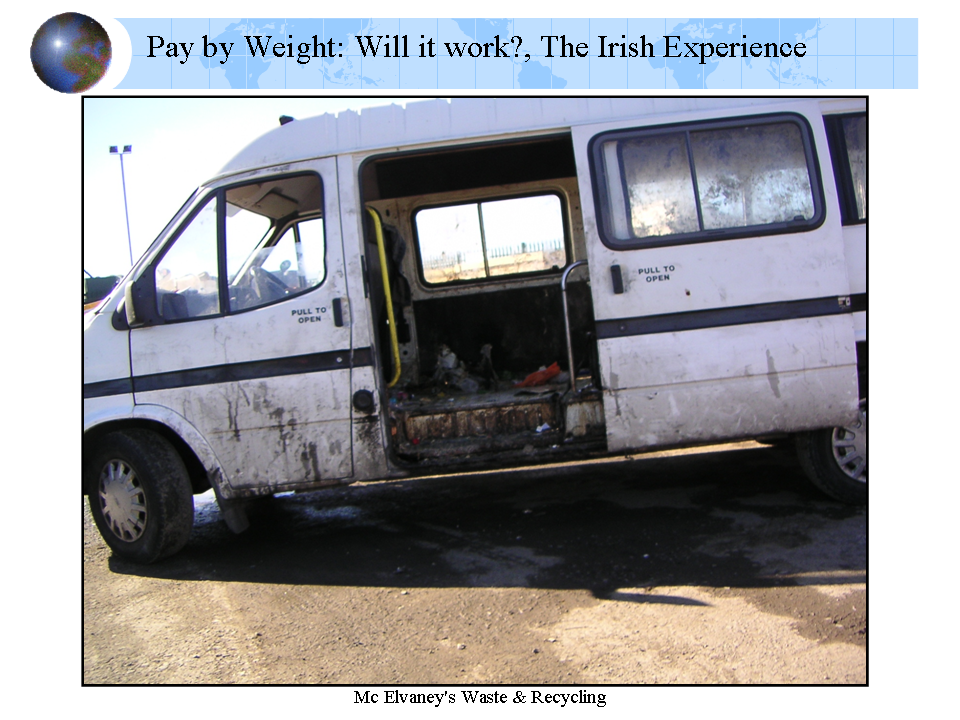 Pay by Weight: Will it work?, The Irish Experience
PULL TO
OPEN
PULL TO
OPEN
Mc Elvaney's Waste & Recycling